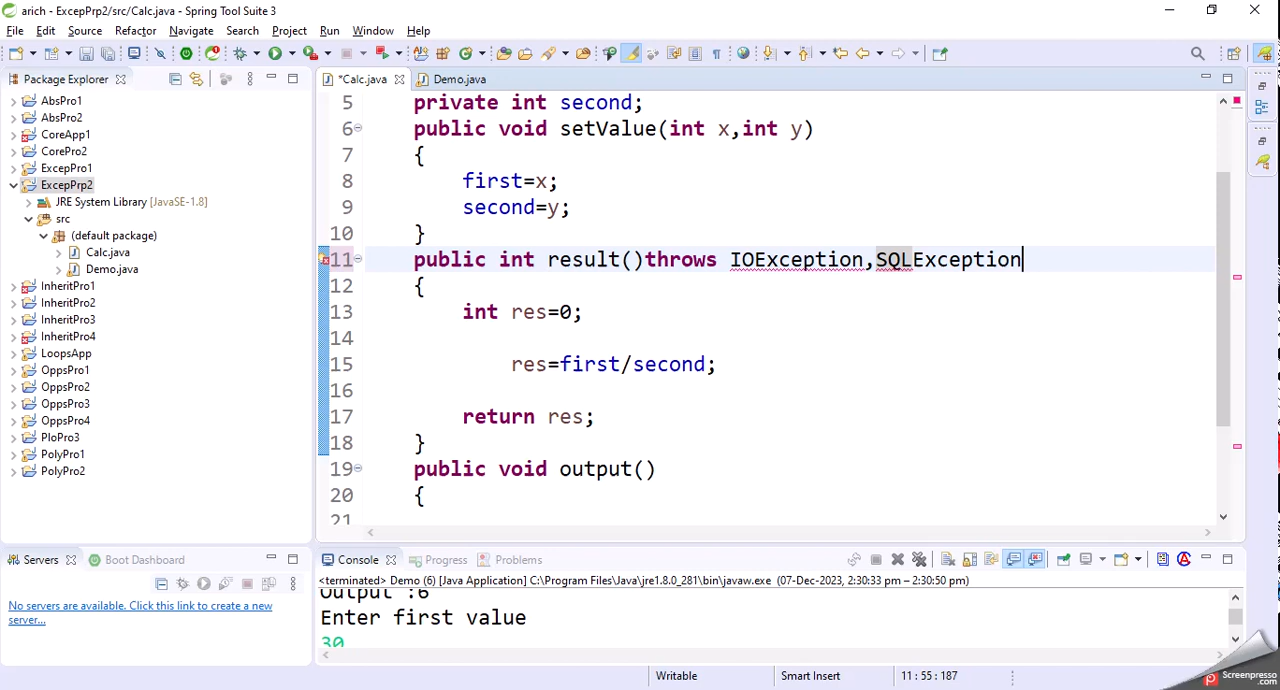 arich - ExcepPrp2/src/Calc.java - Spring Tool Suite 3
File Edit Source Refactor Navigate Search Project Run Window Help
Package Explorer
*Calc.java Demo.java
AbsPro1
AbsPro2
CoreApp1
CorePro2
ExcepPro1
ExcepPrp2
JRE System Library [JavaSE-1.8]
src
(default package)
Calc.java
Demo.java
InheritPro1
InheritPro2
InheritPro3
InheritPro4
LoopsApp
OppsPro1
OppsPro2
OppsPro3
OppsPro4
PloPro3
PolyPro1
PolyPro2
5 private int second;
6 public void setValue(int x,int y)
7 {
8 first=x;
9 second=y;
10 }
11 public int result()throws IOException,SQLException
12 {
13 int res=0;
14
15 res=first/second;
16
17 return res;
18 }
19 public void output()
20 {
21
Servers Boot Dashboard
No servers are available. Click this link to create a new
server...
Console Progress Problems
<terminated> Demo (6) [Java Application] C:\Program Files\Java\jre1.8.0_281\bin\javaw.exe (07-Dec-2023, 2:30:33 pm – 2:30:50 pm)
Output :6
Enter first value
30
Writable Smart Insert 11 : 55 : 187
Screenpresso
.com